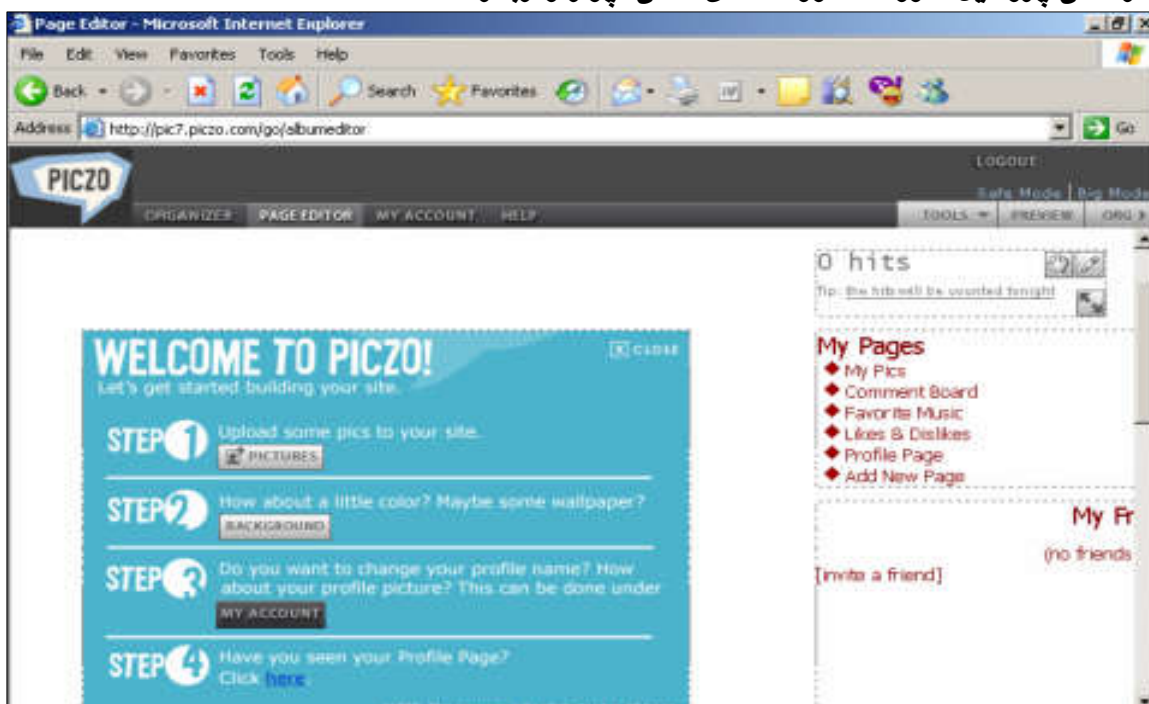 Page Editor - Microsoft Internet Explorer
File Edit View Favorites Tools Help
Back Search Favorites
Address http://pic7.piczo.com/go/albumeditor Go
PICZO
LOGOUT
Safe Mode | Big Mode
ORGANIZER PAGE EDITOR MY ACCOUNT HELP
TOOLS PREVIEW ORG
0 hits
Tip: the hits will be counted tonight
WELCOME TO PICZO!
CLOSE
Let's get started building your site.
STEP 1 Upload some pics to your site.
PICTURES
STEP 2 How about a little color? Maybe some wallpaper?
BACKGROUND
STEP 3 Do you want to change your profile name? How
about your profile picture? This can be done under
MY ACCOUNT
STEP 4 Have you seen your Profile Page?
Click here
My Pages
My Pics
Comment Board
Favorite Music
Likes & Dislikes
Profile Page
Add New Page
My Fr
(no friends
[invite a friend]